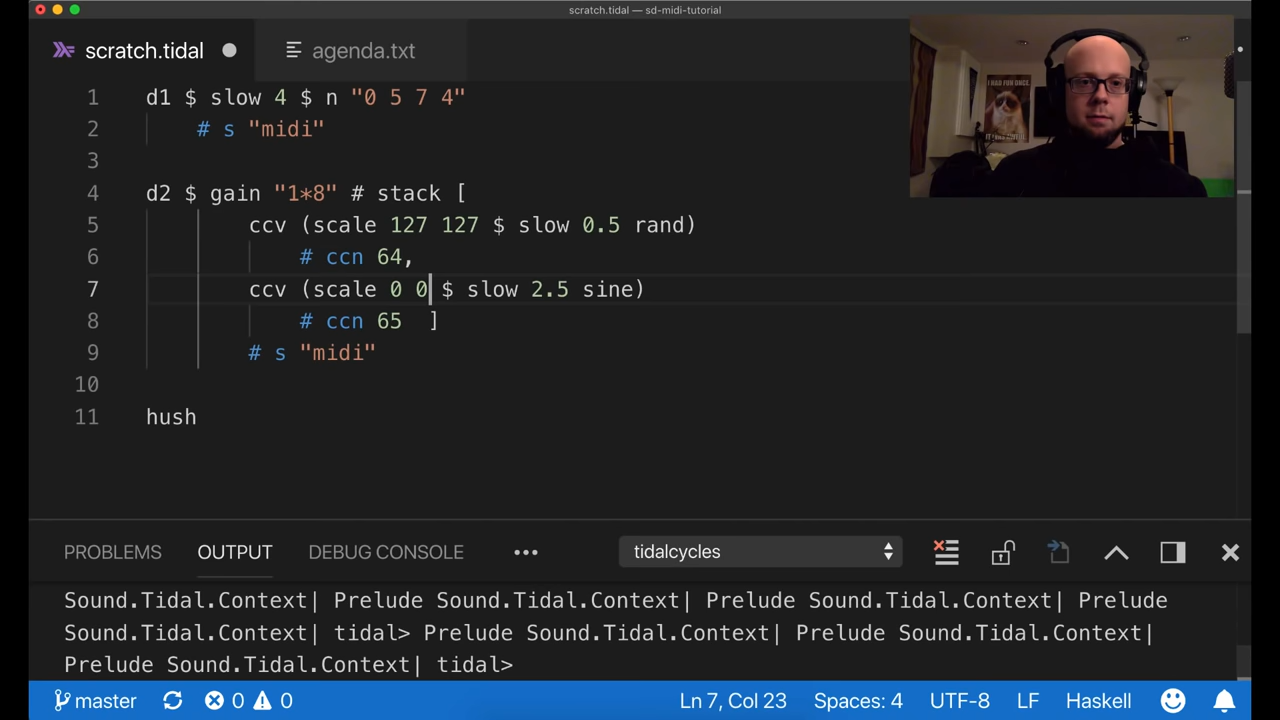 scratch.tidal — sd-midi-tutorial
scratch.tidal
agenda.txt
1 d1 $ slow 4 $ n "0 5 7 4"
2 # s "midi"
3
4 d2 $ gain "1*8" # stack [
5 ccv (scale 127 127 $ slow 0.5 rand)
6 # ccn 64,
7 ccv (scale 0 0 $ slow 2.5 sine)
8 # ccn 65 ]
9 # s "midi"
10
11 hush
I HAD FUN ONCE
PROBLEMS OUTPUT DEBUG CONSOLE ••• tidalcycles
Sound.Tidal.Context| Prelude Sound.Tidal.Context| Prelude Sound.Tidal.Context| Prelude
Sound.Tidal.Context| tidal> Prelude Sound.Tidal.Context| Prelude Sound.Tidal.Context|
Prelude Sound.Tidal.Context| tidal>
master 0 0 Ln 7, Col 23 Spaces: 4 UTF-8 LF Haskell